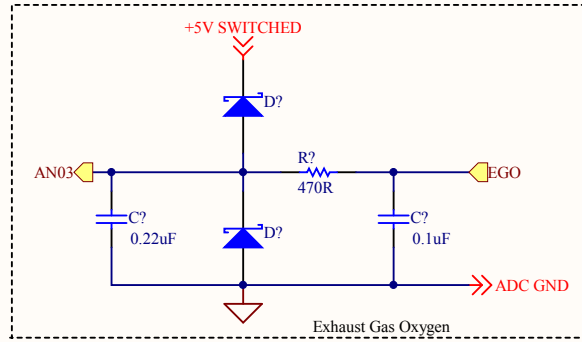 +5V SWITCHED
D?
R?
AN03
EGO
470R
C?
0.22uF
D?
C?
0.1uF
ADC GND
Exhaust Gas Oxygen